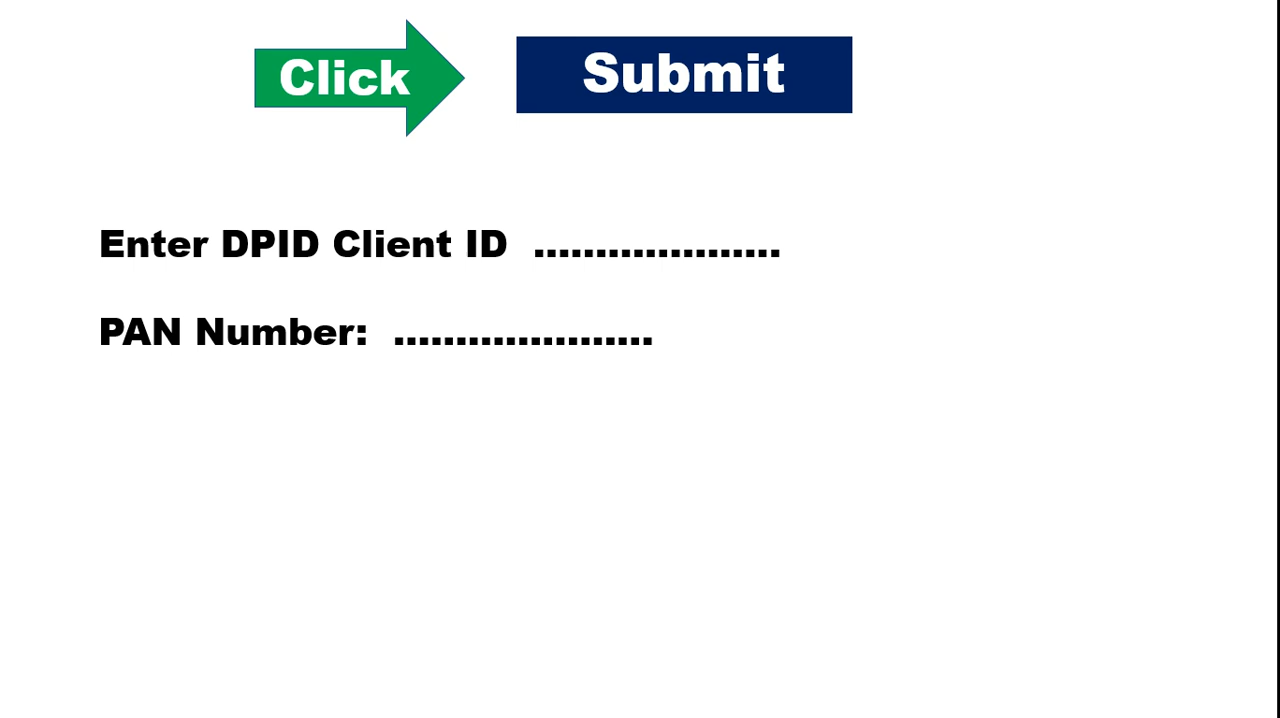 Click Submit
Enter DPID Client ID ....................
PAN Number: .....................